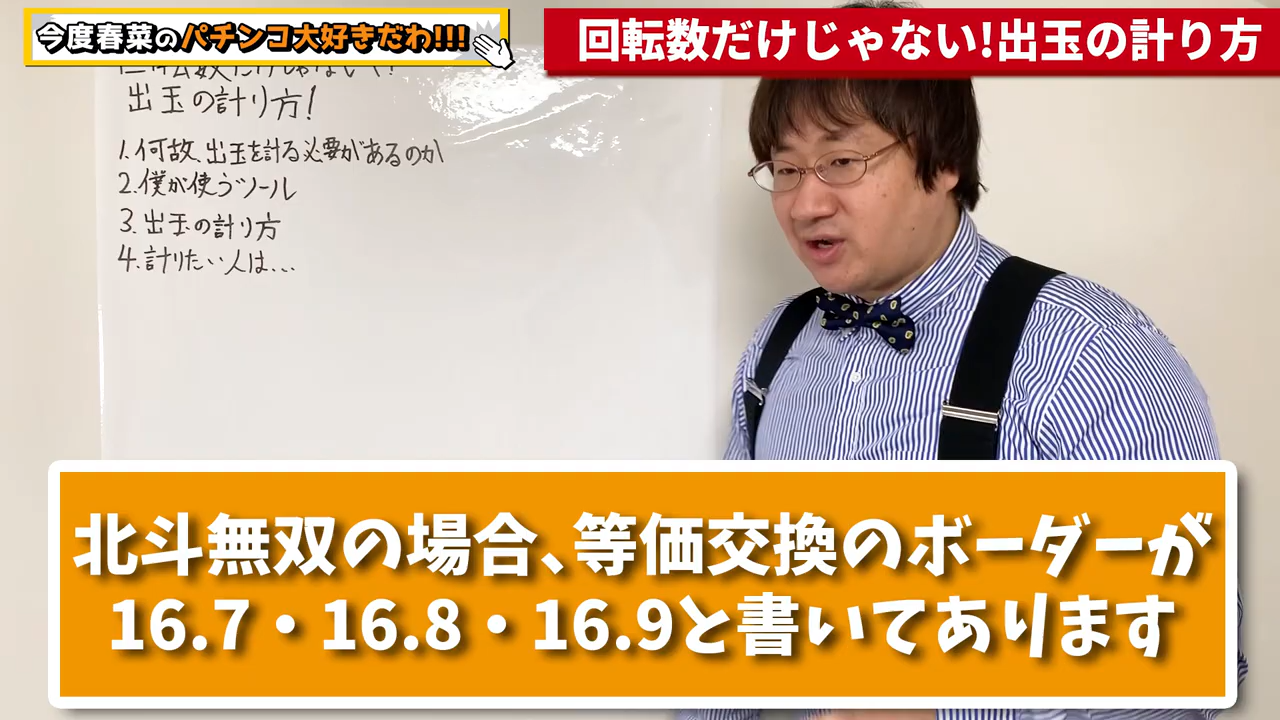 今度春菜のパチンコ大好きだわ!!!
回転数だけじゃない!出玉の計り方
出玉の計り方!
1.何故、出玉を計る必要があるのか
2.僕が使うツール
3.出玉の計り方
4.計りたい人は...
北斗無双の場合、等価交換のボーダーが
16.7・16.8・16.9と書いてあります